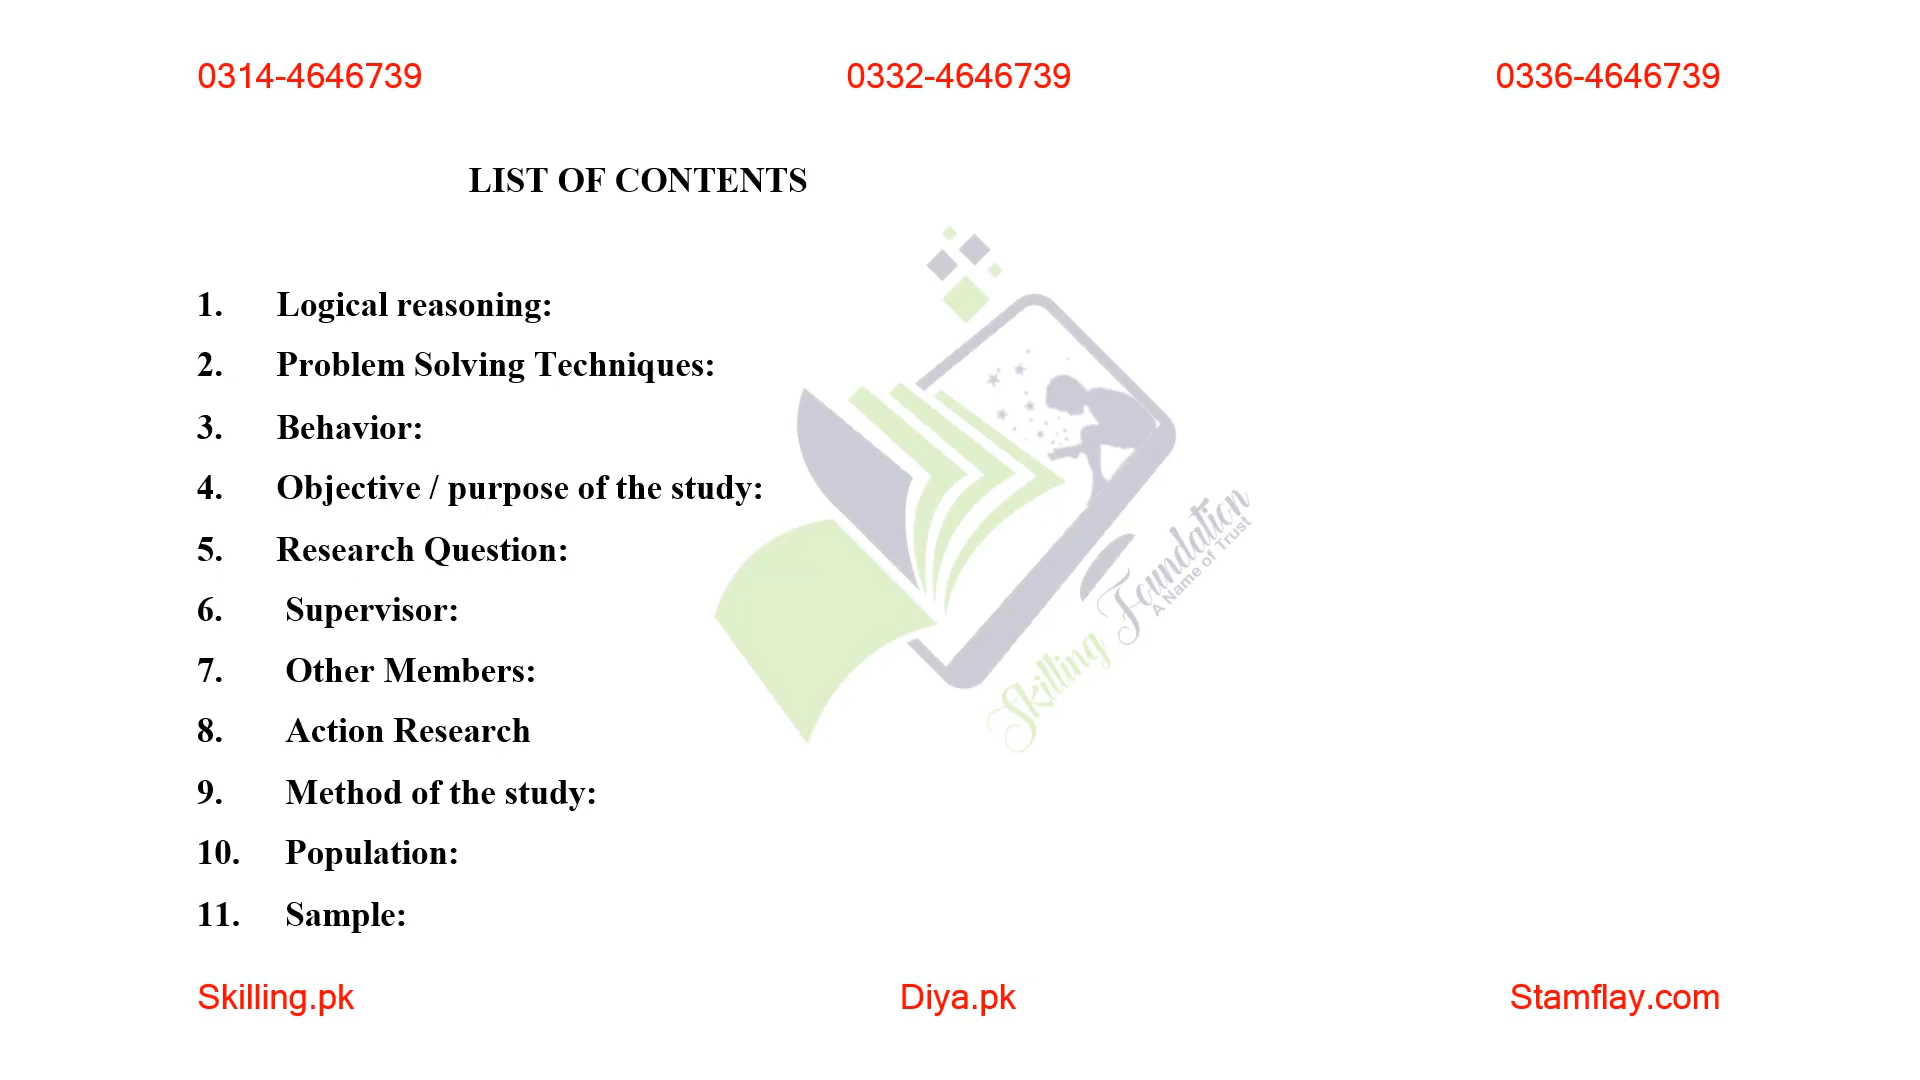 0314-4646739 0332-4646739 0336-4646739
LIST OF CONTENTS
1. Logical reasoning:
2. Problem Solving Techniques:
3. Behavior:
4. Objective / purpose of the study:
5. Research Question:
6. Supervisor:
7. Other Members:
8. Action Research
9. Method of the study:
10. Population:
11. Sample:
Skilling Foundation
A Name of Trust
Skilling.pk Diya.pk Stamflay.com